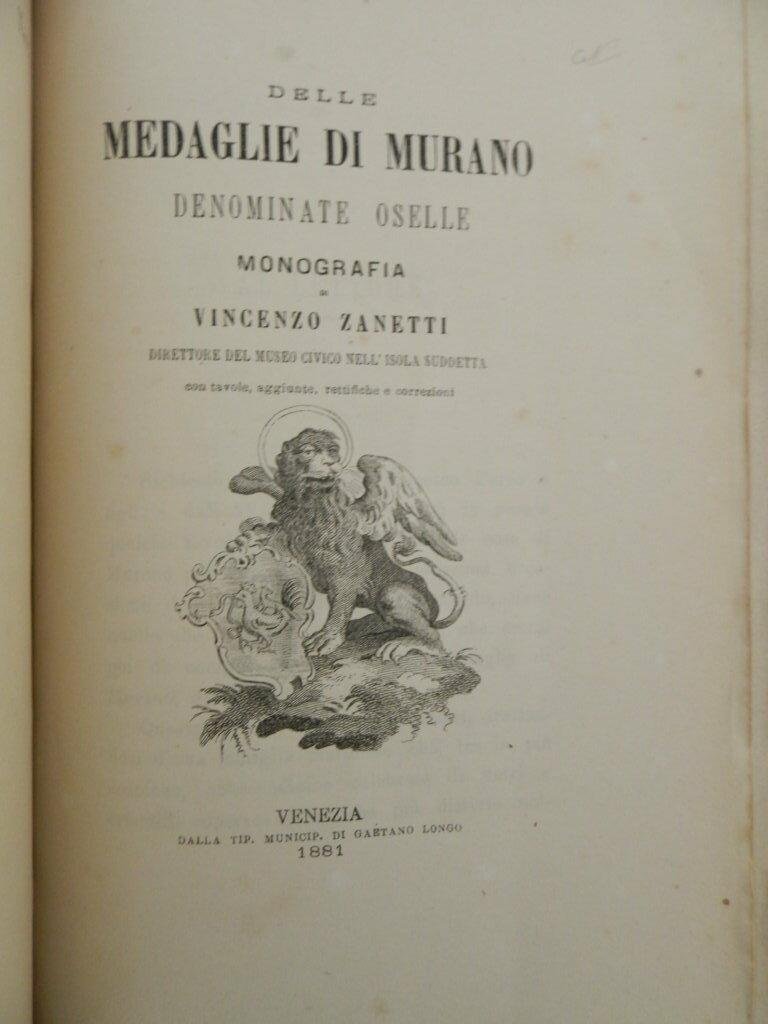 DELLE
MEDAGLIE DI MURANO
DENOMINATE OSELLE
MONOGRAFIA
DI
VINCENZO ZANETTI
DIRETTORE DEL MUSEO CIVICO NELL' ISOLA SUDDETTA
con tavole, aggiunte, rettifiche e correzioni
VENEZIA
DALLA TIP. MUNICIP. DI GAETANO LONGO
1881